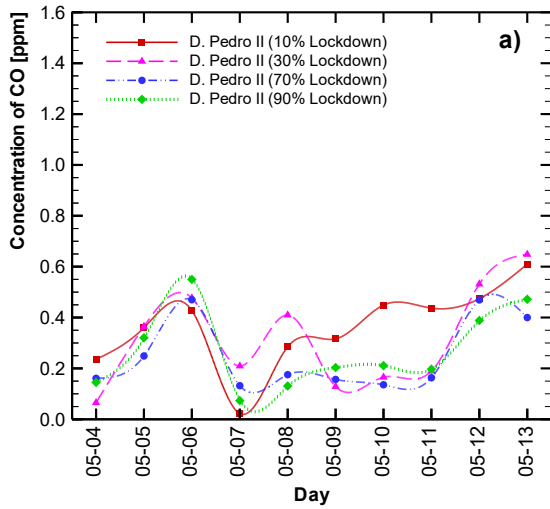 a)
D. Pedro II (10% Lockdown)
D. Pedro II (30% Lockdown)
D. Pedro II (70% Lockdown)
D. Pedro II (90% Lockdown)
Concentration of CO [ppm]
1.6
1.4
1.2
1.0
0.8
0.6
0.4
0.2
0.0
05-04
05-05
05-06
05-07
05-08
05-09
05-10
05-11
05-12
05-13
Day